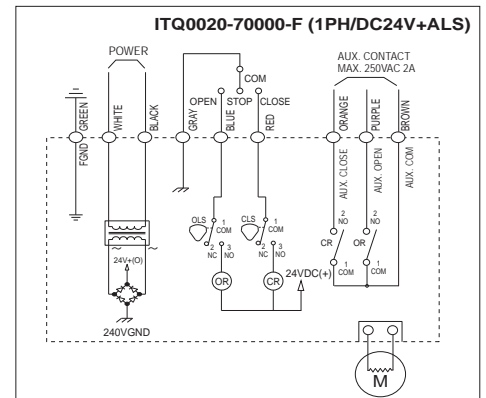 ITQ0020-70000-F (1PH/DC24V+ALS)
POWER
AUX. CONTACT
MAX. 250VAC 2A
COM
OPEN STOP CLOSE
GREEN
WHITE
BLACK
GRAY
BLUE
RED
ORANGE
PURPLE
BROWN
FGND
AUX. CLOSE
AUX. OPEN
AUX. COM
OLS 1 COM
2 NC 3 NO
CLS 1 COM
2 NC 3 NO
2 NO
CR
1 COM
2 NO
OR
1 COM
24V+(O)
24VDC(+)
OR
CR
240VGND
M